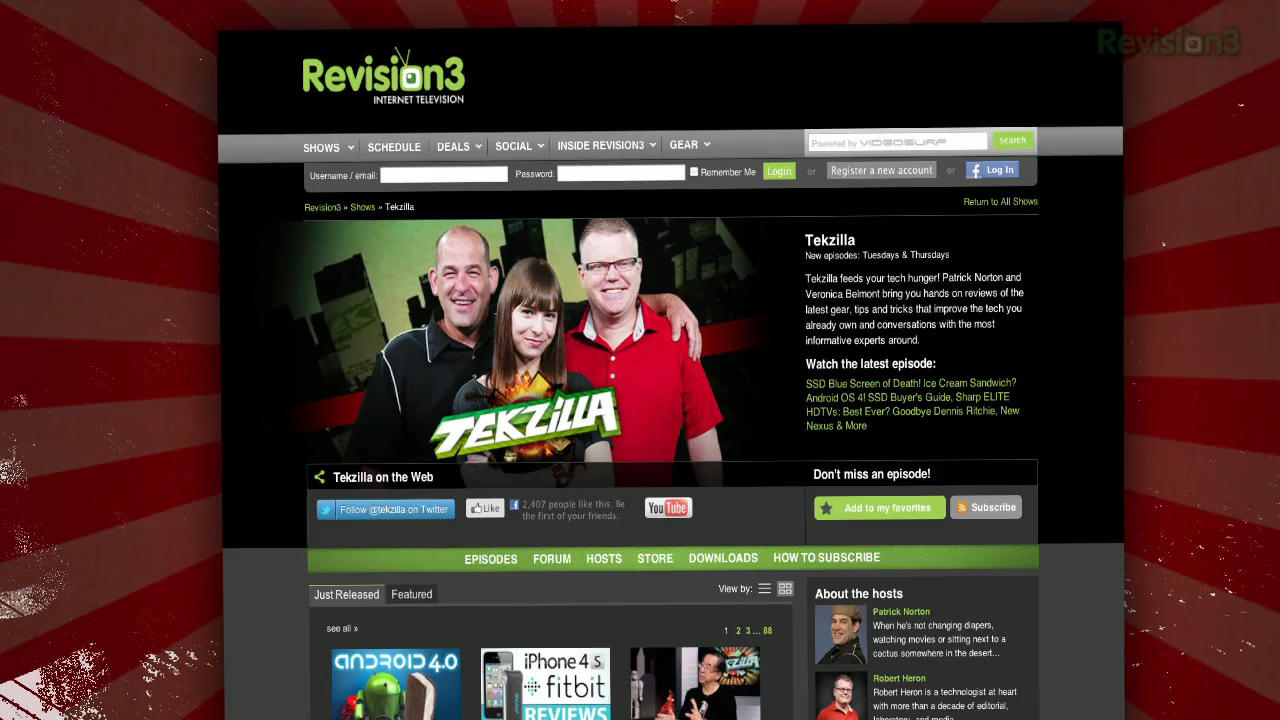 Revision3
Revision3
INTERNET TELEVISION
SHOWS SCHEDULE DEALS SOCIAL INSIDE REVISION3 GEAR
Powered by VIDEOSURF search
Username / email: Password: Remember Me Login or Register a new account or Log In
Revision3 » Shows » Tekzilla
Return to All Shows
Tekzilla
New episodes: Tuesdays & Thursdays
Tekzilla feeds your tech hunger! Patrick Norton and
Veronica Belmont bring you hands on reviews of the
latest gear, tips and tricks that improve the tech you
already own and conversations with the most
informative experts around.
Watch the latest episode:
SSD Blue Screen of Death! Ice Cream Sandwich?
Android OS 4! SSD Buyer's Guide, Sharp ELITE
HDTVs: Best Ever? Goodbye Dennis Ritchie, New
Nexus & More
TEKZILLA
Tekzilla on the Web
Don't miss an episode!
Follow @tekzilla on Twitter
Like
2,407 people like this. Be
the first of your friends.
You Tube
Add to my favorites
Subscribe
EPISODES FORUM HOSTS STORE DOWNLOADS HOW TO SUBSCRIBE
Just Released Featured
View by:
see all »
1 2 3 ... 88
ANDROID 4.0
iPhone 4S
+ fitbit
REVIEWS
TEKZILLA
About the hosts
Patrick Norton
When he's not changing diapers,
watching movies or sitting next to a
cactus somewhere in the desert...
Robert Heron
Robert Heron is a technologist at heart
with more than a decade of editorial,
laboratory, and media